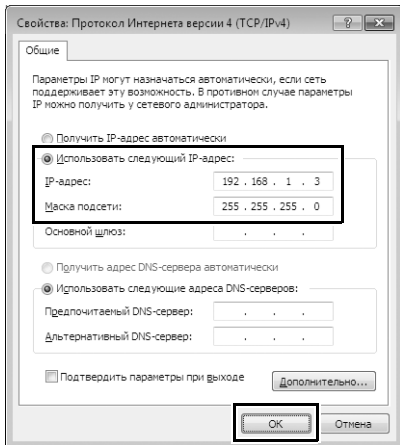 Свойства: Протокол Интернета версии 4 (TCP/IPv4)
Общие
Параметры IP могут назначаться автоматически, если сеть
поддерживает эту возможность. В противном случае параметры
IP можно получить у сетевого администратора.
Получить IP-адрес автоматически
Использовать следующий IP-адрес:
IP-адрес: 192 . 168 . 1 . 3
Маска подсети: 255 . 255 . 255 . 0
Основной шлюз: . . .
Получить адрес DNS-сервера автоматически
Использовать следующие адреса DNS-серверов:
Предпочитаемый DNS-сервер: . . .
Альтернативный DNS-сервер: . . .
Подтвердить параметры при выходе
Дополнительно...
ОК Отмена